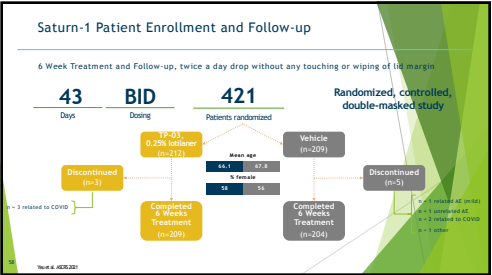 Saturn-1 Patient Enrollment and Follow-up
6 Week Treatment and Follow-up, twice a day drop without any touching or wiping of lid margin
43
Days
BID
Dosing
421
Patients randomized
Randomized, controlled,
double-masked study
TP-03,
0.25% lotilaner
(n=212)
Vehicle
(n=209)
Mean age
66.1 67.8
% female
58 56
Discontinued
(n=3)
n = 3 related to COVID
Discontinued
(n=5)
n = 1 related AE (mild)
n = 1 unrelated AE
n = 2 related to COVID
n = 1 other
Completed
6 Weeks
Treatment
(n=209)
Completed
6 Weeks
Treatment
(n=204)
58
et al. ASCRS 2021